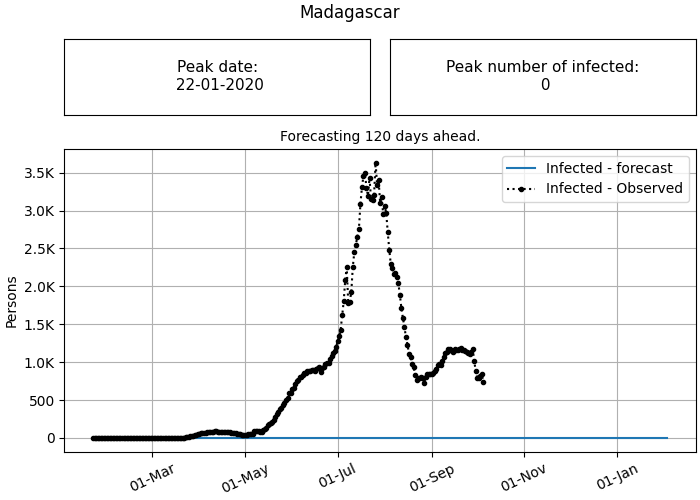 Madagascar
Peak date:
22-01-2020
Peak number of infected:
0
Forecasting 120 days ahead.
Infected - forecast
Infected - Observed
3.5K
3.0K
2.5K
2.0K
1.5K
1.0K
500
0
Persons
01-Mar
01-May
01-Jul
01-Sep
01-Nov
01-Jan